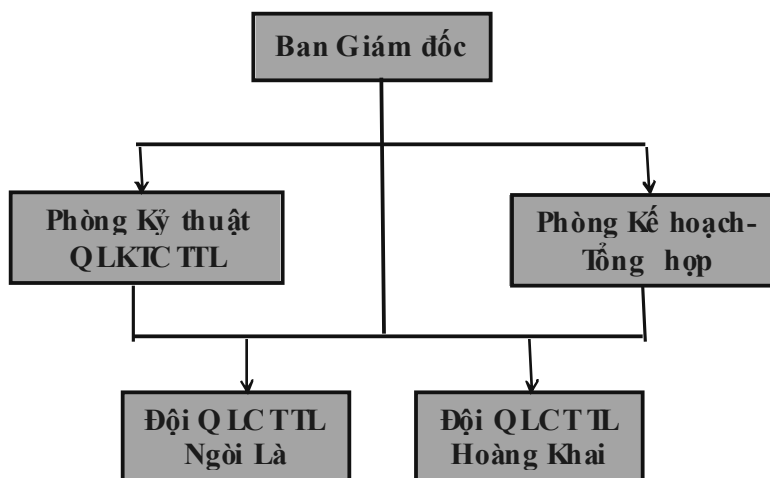 Ban Giám đốc
Phòng Kỷ thuật
QLKTCTTL
Phòng Kế hoạch-
Tổng hợp
Đội QLCTTL
Ngòi Là
Đội QLCTTL
Hoàng Khai